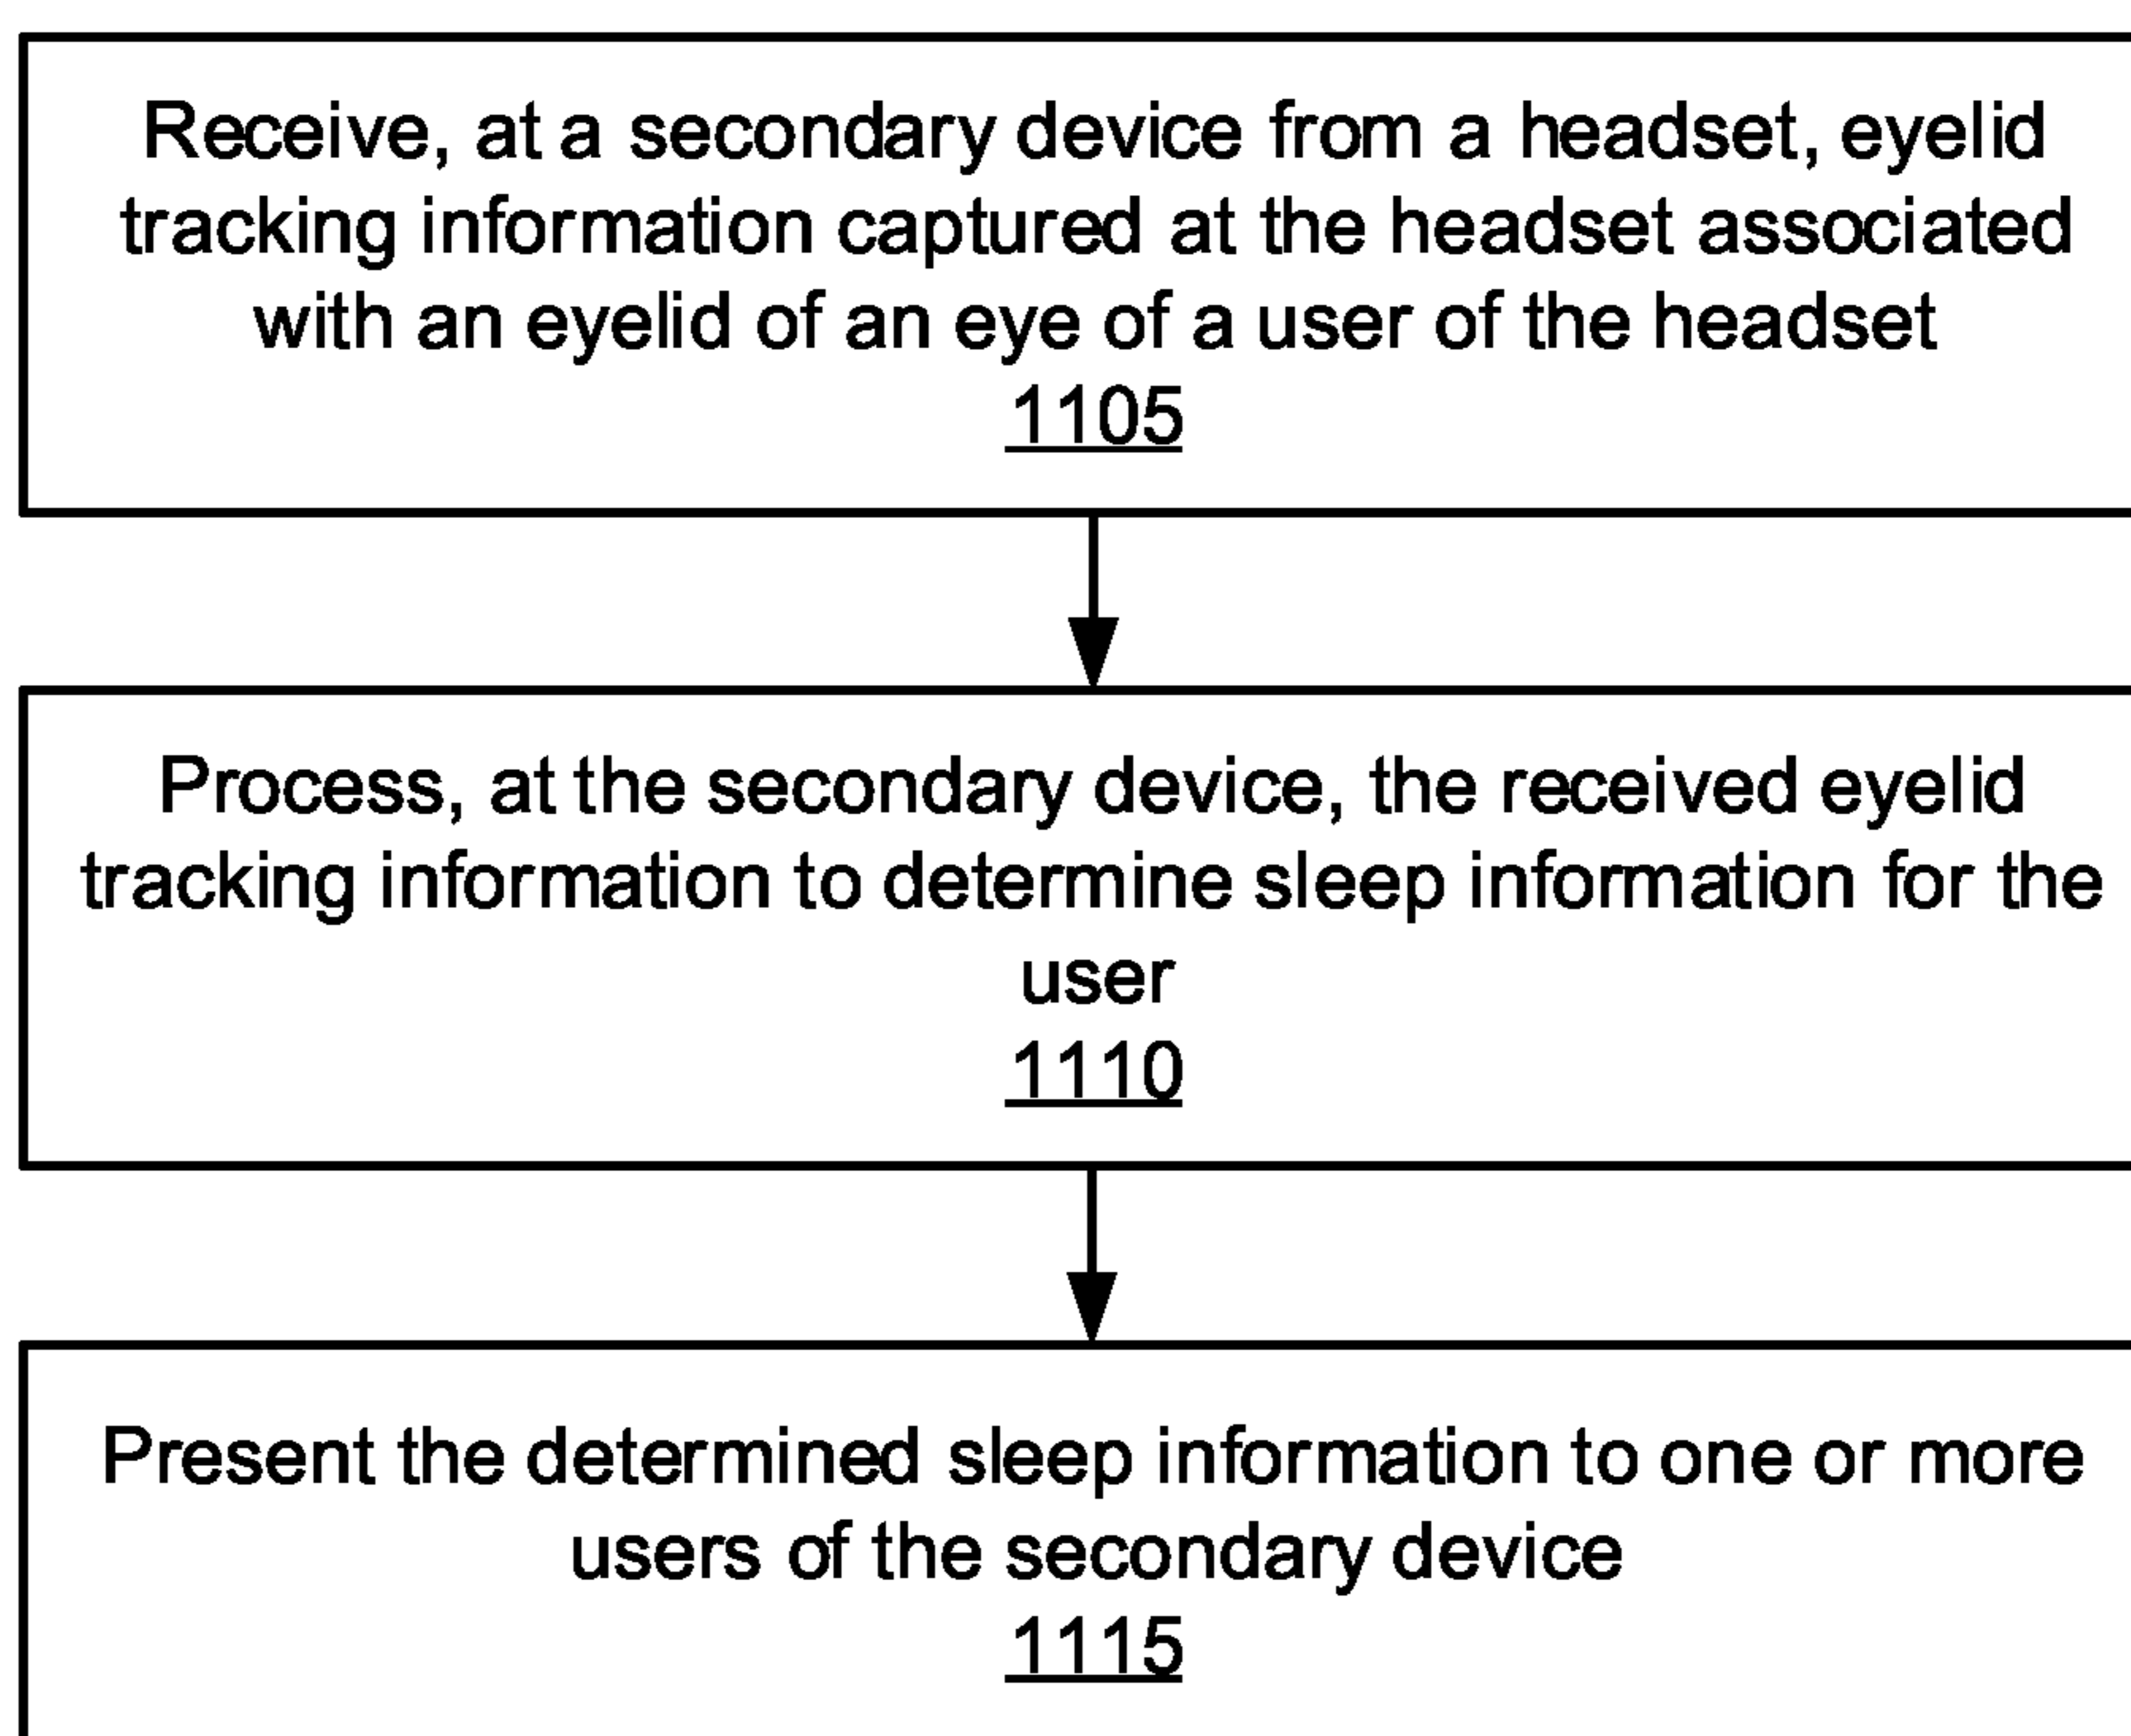 Receive, at a secondary device from a headset, eyelid
tracking information captured at the headset associated
with an eyelid of an eye of a user of the headset
1105
Process, at the secondary device, the received eyelid
tracking information to determine sleep information for the
user
1110
Present the determined sleep information to one or more
users of the secondary device
1115